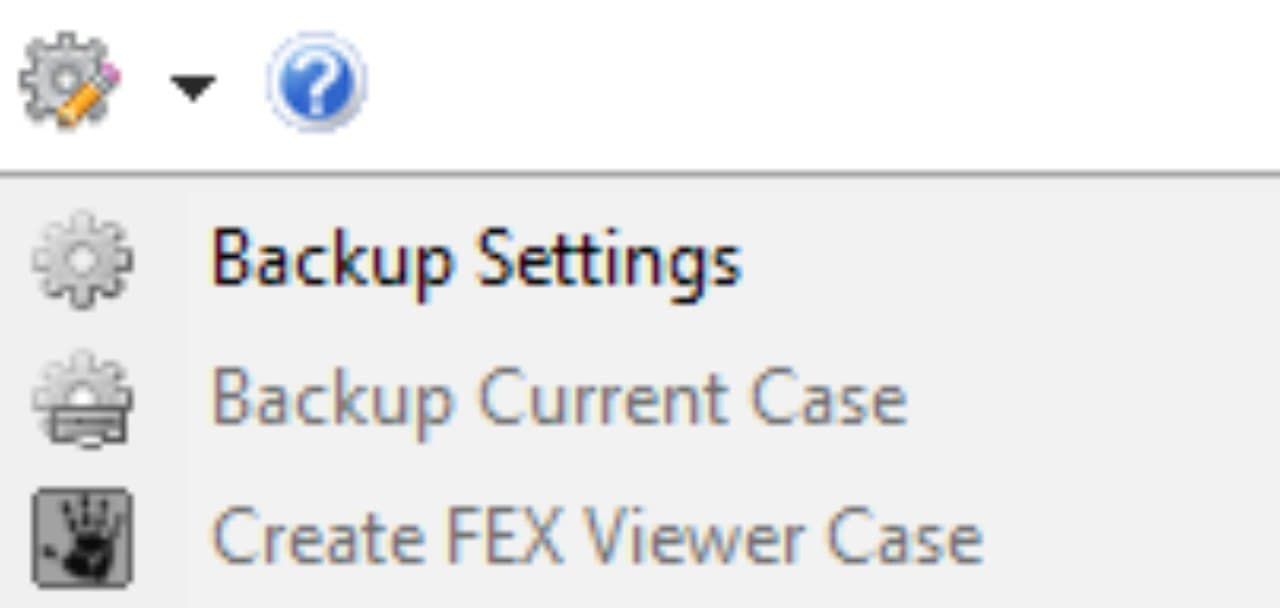 Backup Settings
Backup Current Case
Create FEX Viewer Case